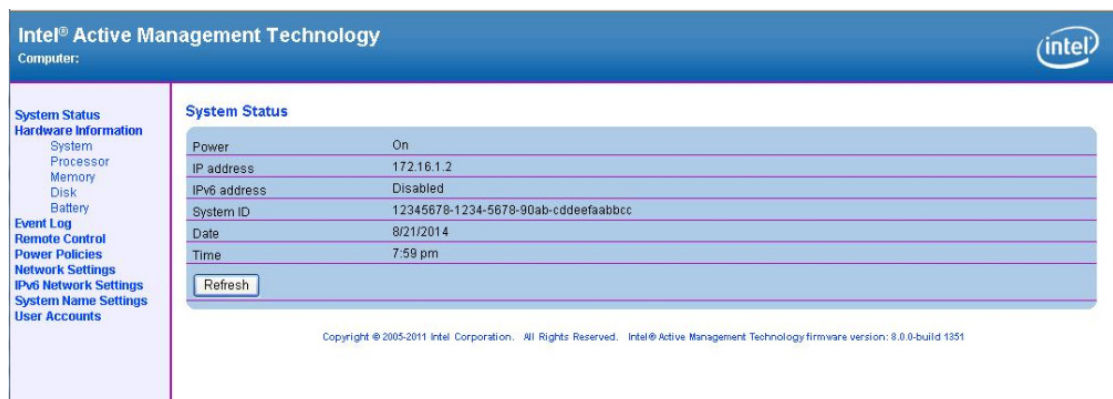 Intel® Active Management Technology
Computer:
intel
System Status
Hardware Information
System
Processor
Memory
Disk
Battery
Event Log
Remote Control
Power Policies
Network Settings
IPv6 Network Settings
System Name Settings
User Accounts
System Status
Power On
IP address 172.16.1.2
IPv6 address Disabled
System ID 12345678-1234-5678-90ab-cddeefaabbcc
Date 8/21/2014
Time 7:59 pm
Refresh
Copyright © 2005-2011 Intel Corporation. All Rights Reserved. Intel® Active Management Technology firmware version: 8.0.0-build 1351